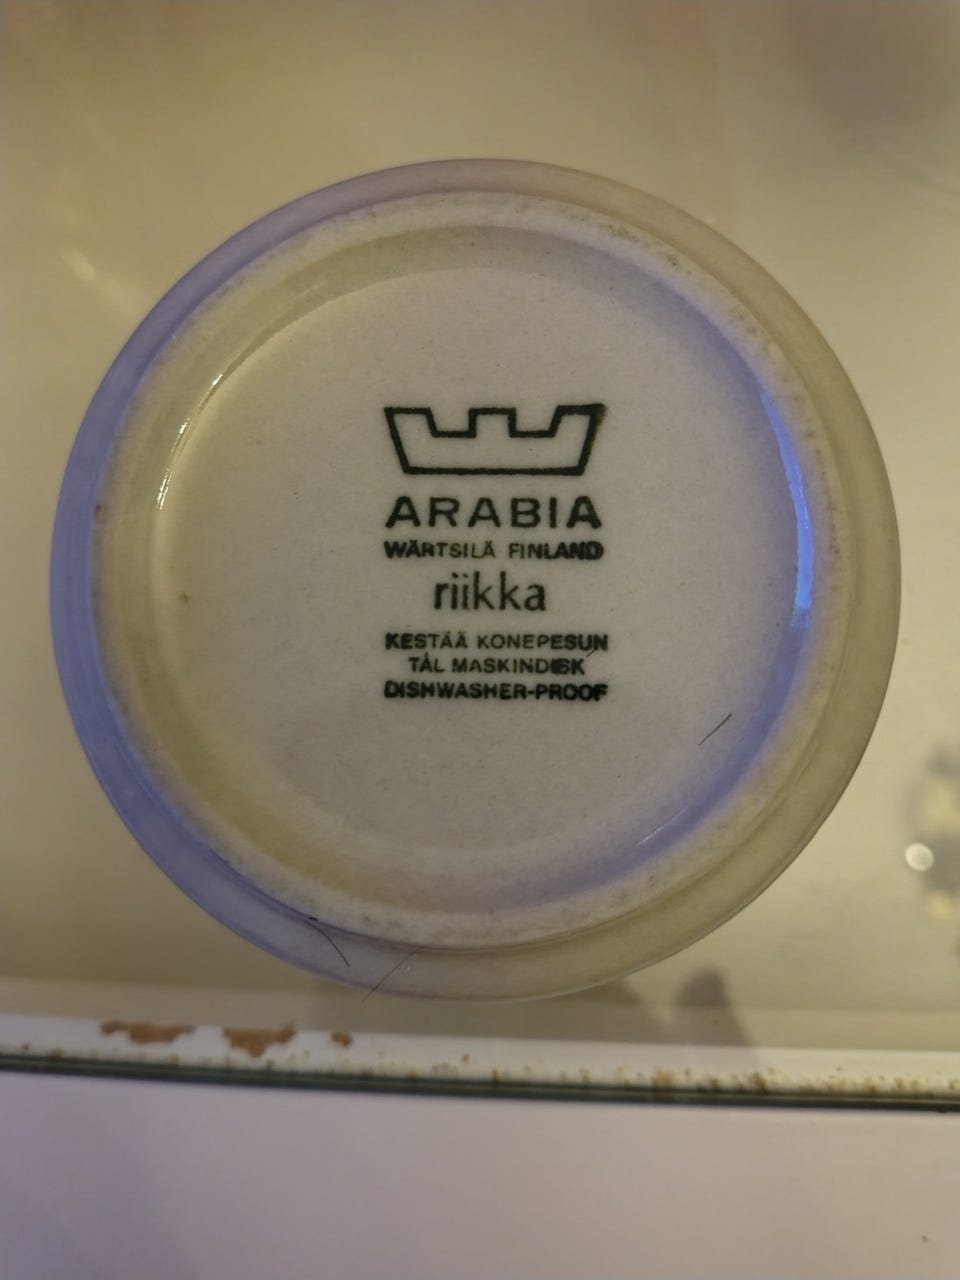 ARABIA
WÄRTSILÄ FINLAND
riikka
KESTÄÄ KONEPESUN
TÅL MASKINDISK
DISHWASHER-PROOF